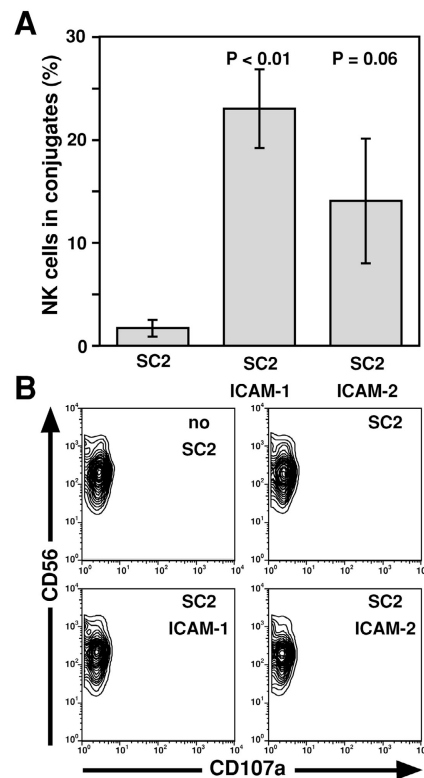 A
30
P < 0.01
P = 0.06
20
10
0
NK cells in conjugates (%)
SC2
SC2
SC2
ICAM-1
ICAM-2
B
10⁴
10³
10²
10¹
10⁰
no
SC2
10⁰
10¹
10²
10³
10⁴
10⁴
10³
10²
10¹
10⁰
SC2
10⁰
10¹
10²
10³
10⁴
CD56
10⁴
10³
10²
10¹
10⁰
SC2
ICAM-1
10⁰
10¹
10²
10³
10⁴
10⁴
10³
10²
10¹
10⁰
SC2
ICAM-2
10⁰
10¹
10²
10³
10⁴
CD107a